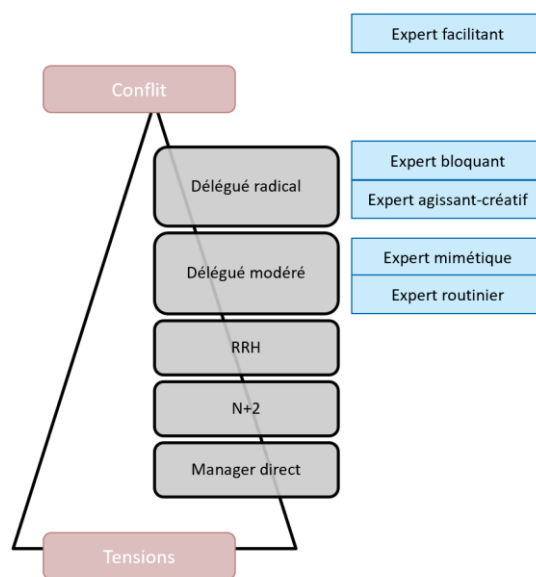 Expert facilitant
Conflit
Expert bloquant
Délégué radical
Expert agissant-créatif
Expert mimétique
Délégué modéré
Expert routinier
RRH
N+2
Manager direct
Tensions